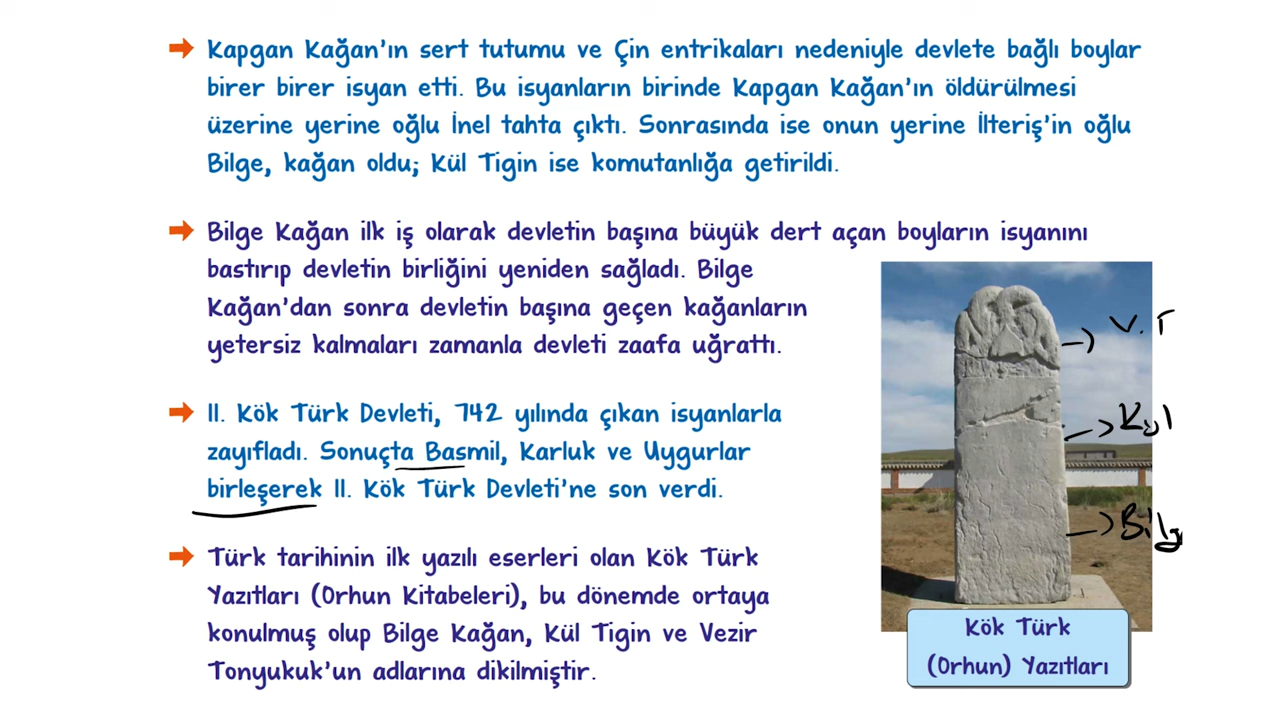 Kapgan Kağan'ın sert tutumu ve Çin entrikaları nedeniyle devlete bağlı boylar
birer birer isyan etti. Bu isyanların birinde Kapgan Kağan'ın öldürülmesi
üzerine yerine oğlu İnel tahta çıktı. Sonrasında ise onun yerine İlteriş'in oğlu
Bilge, kağan oldu; Kül Tigin ise komutanlığa getirildi.
Bilge Kağan ilk iş olarak devletin başına büyük dert açan boyların isyanını
bastırıp devletin birliğini yeniden sağladı. Bilge
Kağan'dan sonra devletin başına geçen kağanların
yetersiz kalmaları zamanla devleti zaafa uğrattı.
II. Kök Türk Devleti, 742 yılında çıkan isyanlarla
zayıfladı. Sonuçta Basmil, Karluk ve Uygurlar
birleşerek II. Kök Türk Devleti'ne son verdi.
Türk tarihinin ilk yazılı eserleri olan Kök Türk
Yazıtları (Orhun Kitabeleri), bu dönemde ortaya
konulmuş olup Bilge Kağan, Kül Tigin ve Vezir
Tonyukuk'un adlarına dikilmiştir.
V. T
Kül
Bilg
Kök Türk
(Orhun) Yazıtları